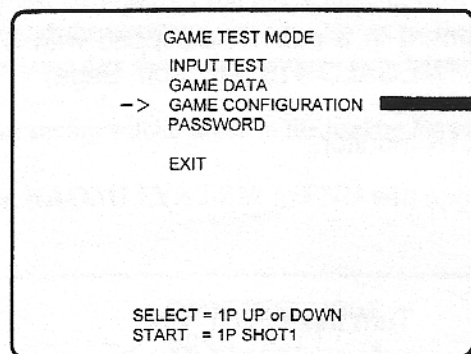 GAME TEST MODE
INPUT TEST
GAME DATA
-> GAME CONFIGURATION
PASSWORD
EXIT
SELECT = 1P UP or DOWN
START = 1P SHOT1